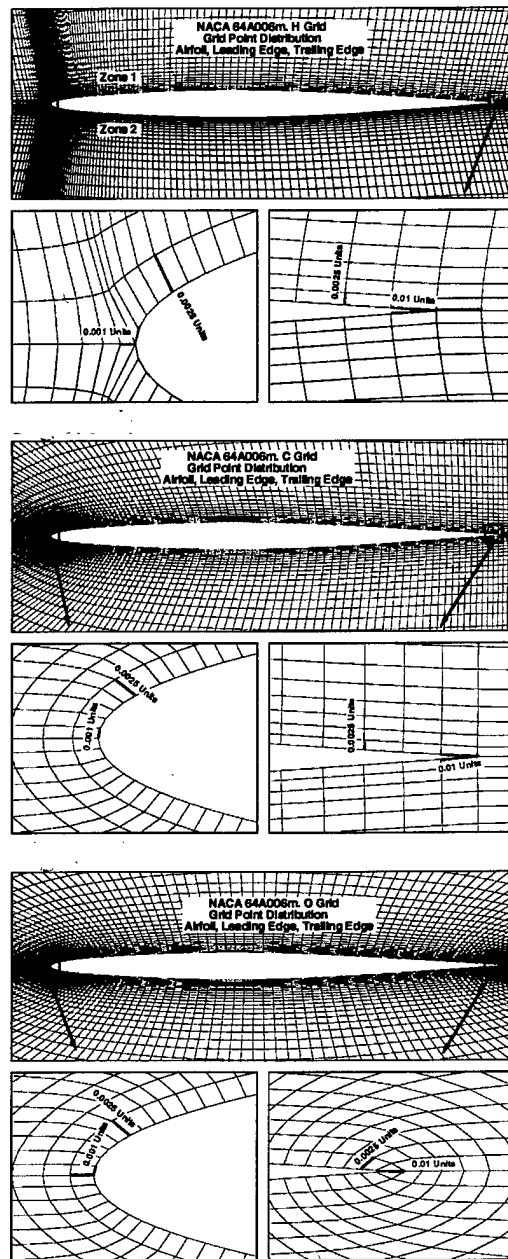 NACA 64A006m. H Grid
Grid Point Distribution
Airfoil, Leading Edge, Trailing Edge
Zone 1
Zone 2
0.001 Units
0.0025 Units
0.0025 Units
0.01 Units
NACA 64A006m. C Grid
Grid Point Distribution
Airfoil, Leading Edge, Trailing Edge
0.0025 Units
0.001 Units
0.0025 Units
0.01 Units
NACA 64A006m. O Grid
Grid Point Distribution
Airfoil, Leading Edge, Trailing Edge
0.0025 Units
0.001 Units
0.0025 Units
0.01 Units